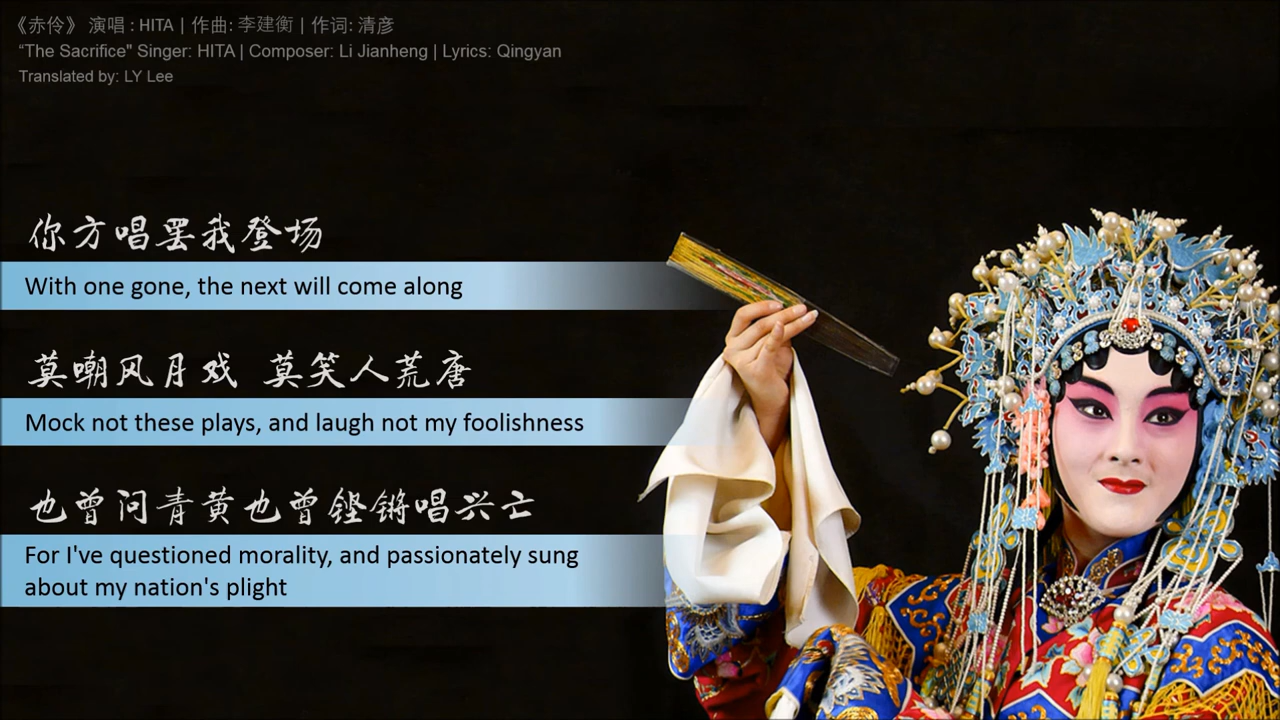 《赤伶》 演唱 : HITA | 作曲: 李建衡 | 作词: 清彦
“The Sacrifice" Singer: HITA | Composer: Li Jianheng | Lyrics: Qingyan
Translated by: LY Lee
你方唱罢我登场
With one gone, the next will come along
莫嘲风月戏 莫笑人荒唐
Mock not these plays, and laugh not my foolishness
也曾问青黄也曾铿锵唱兴亡
For I've questioned morality, and passionately sung
about my nation's plight